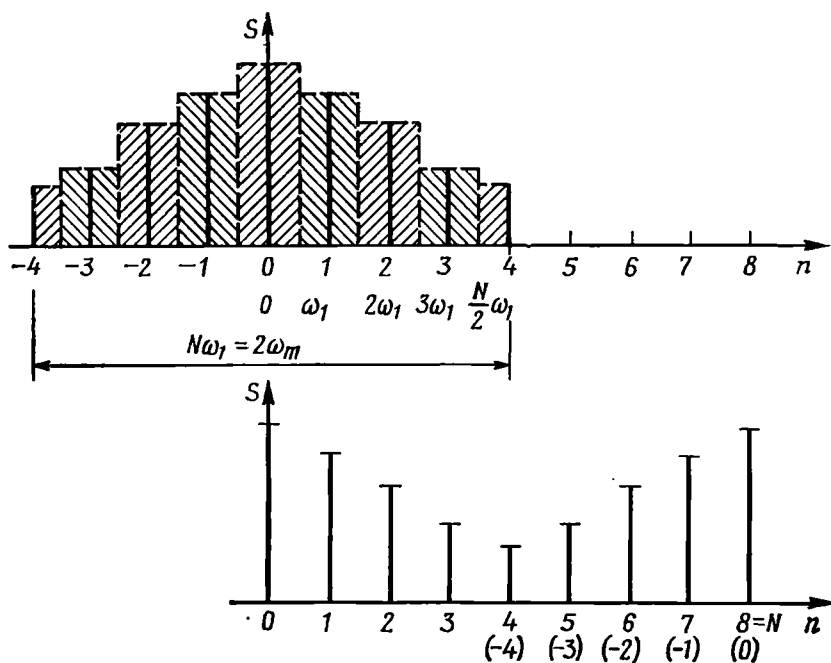 S
-4 -3 -2 -1 0 1 2 3 4 5 6 7 8 n
0 ω₁ 2ω₁ 3ω₁ N/2 ω₁
Nω₁ = 2ωₘ
S
0 1 2 3 4 5 6 7 8=N n
(-4) (-3) (-2) (-1) (0)